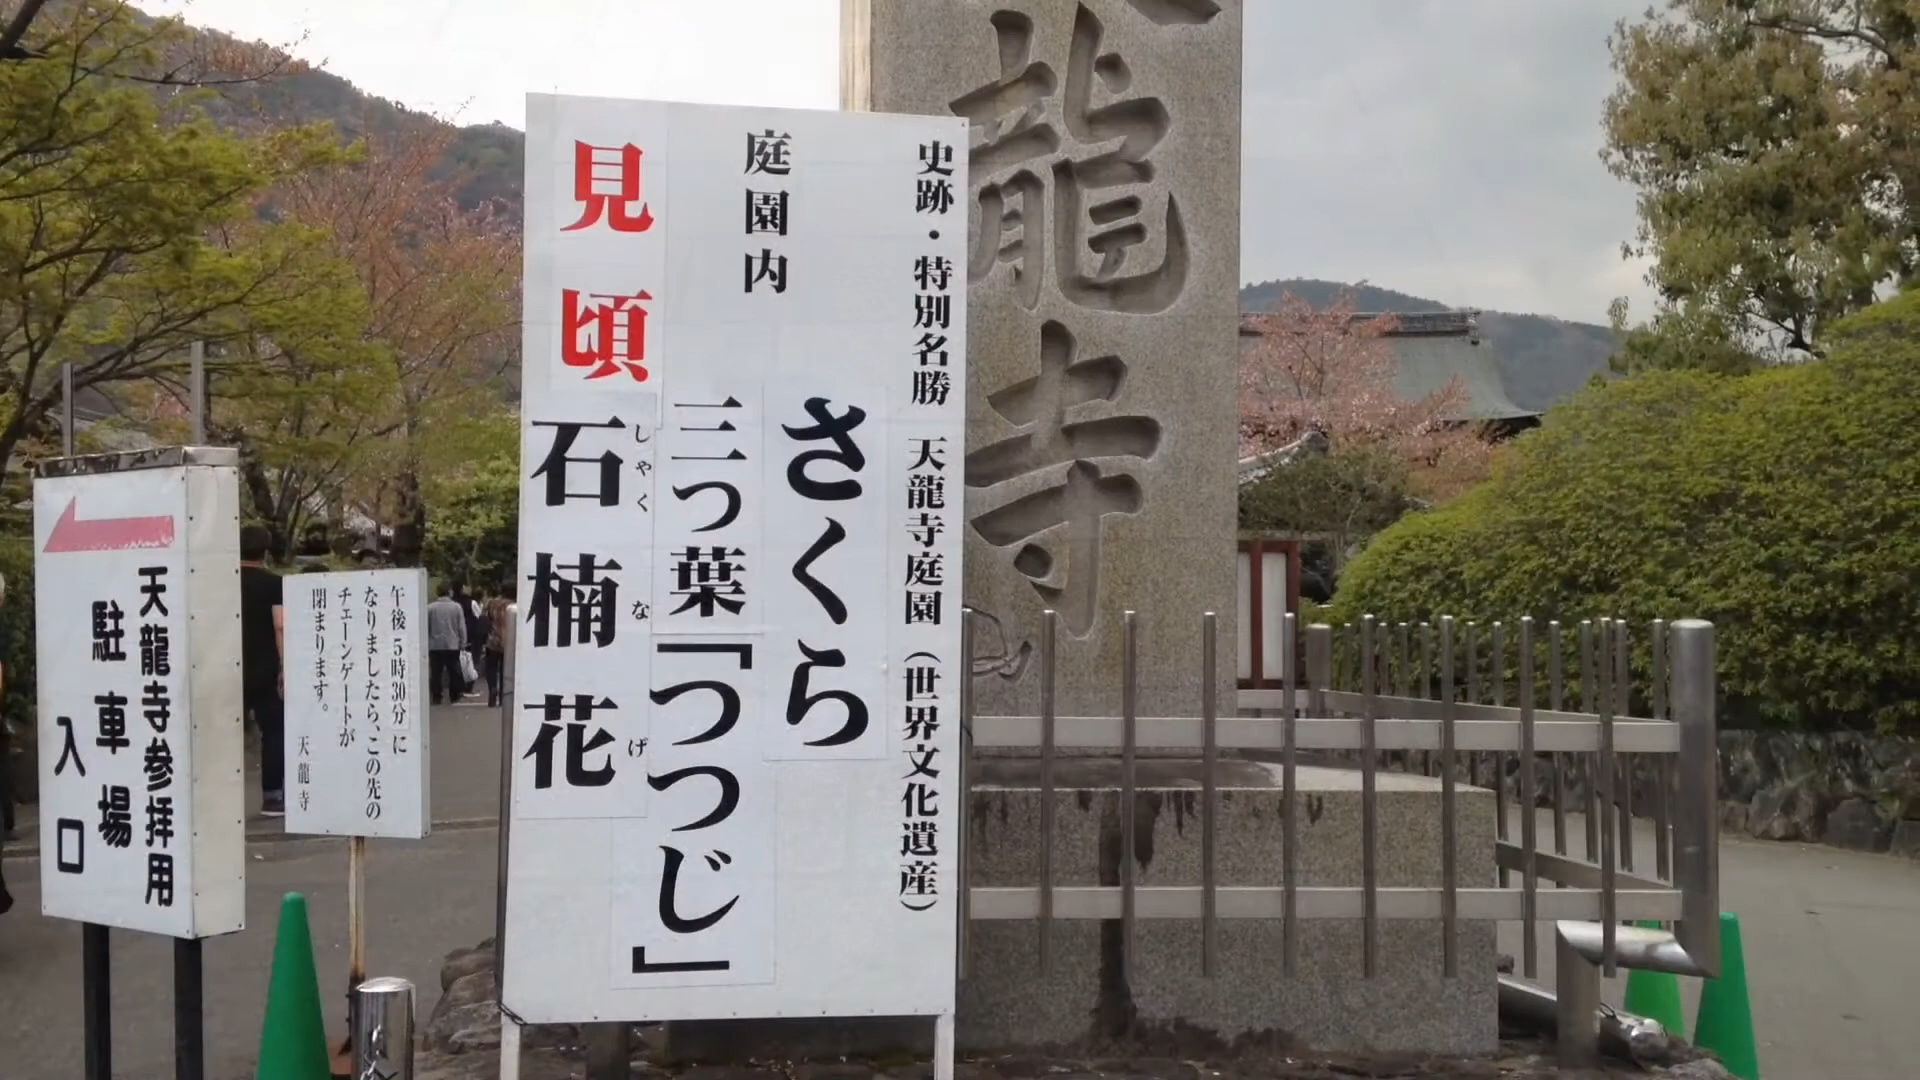 史跡・特別名勝 天龍寺庭園（世界文化遺産）
庭園内
さくら
三つ葉「つつじ」
見頃
石楠花
しゃくなげ
龍寺
天龍寺参拝用
駐車場
入口
午後5時30分に
なりましたら、この先の
チェーンゲートが
閉まります。
天龍寺